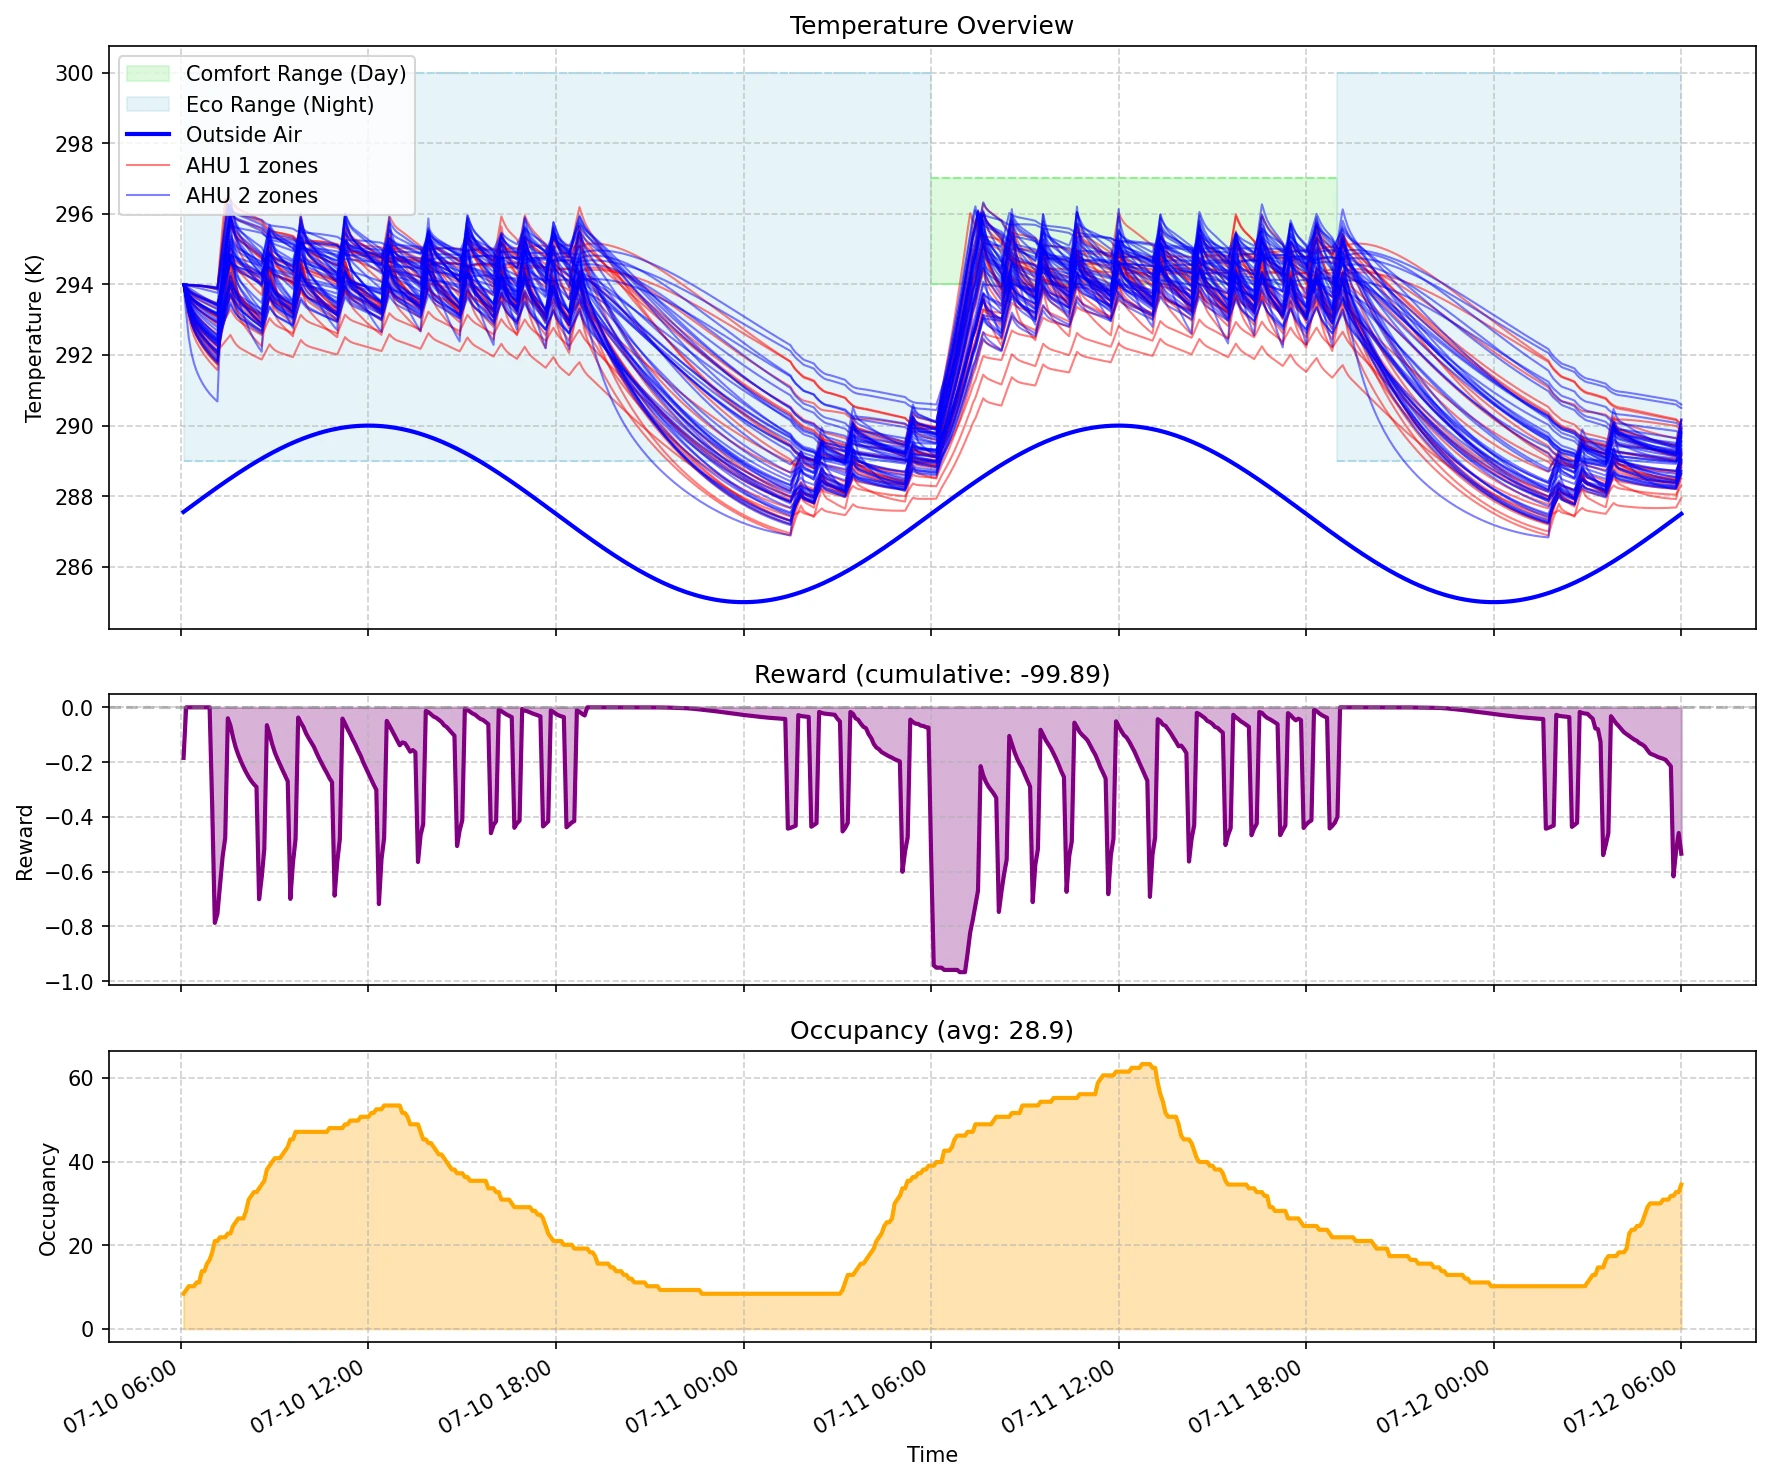 Temperature Overview
300
298
296
294
292
290
288
286
Temperature (K)
Comfort Range (Day)
Eco Range (Night)
Outside Air
AHU 1 zones
AHU 2 zones
Reward (cumulative: -99.89)
0.0
−0.2
−0.4
−0.6
−0.8
−1.0
Reward
Occupancy (avg: 28.9)
60
40
20
0
Occupancy
07-10 06:00
07-10 12:00
07-10 18:00
07-11 00:00
07-11 06:00
07-11 12:00
07-11 18:00
07-12 00:00
07-12 06:00
Time